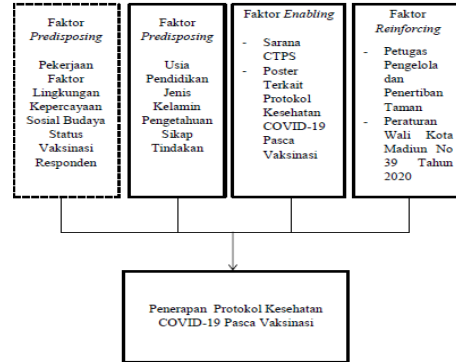 Faktor
Predisposing
Pekerjaan
Faktor
Lingkungan
Kepercayaan
Sosial Budaya
Status
Vaksinasi
Responden
Faktor
Predisposing
Usia
Pendidikan
Jenis
Kelamin
Pengetahuan
Sikap
Tindakan
Faktor Enabling
- Sarana
CTPS
- Poster
Terkait
Protokol
Kesehatan
COVID-19
Pasca
Vaksinasi
Faktor
Reinforcing
- Petugas
Pengelola
dan
Penertiban
Taman
- Peraturan
Wali Kota
Madiun No
39 Tahun
2020
Penerapan Protokol Kesehatan
COVID-19 Pasca Vaksinasi